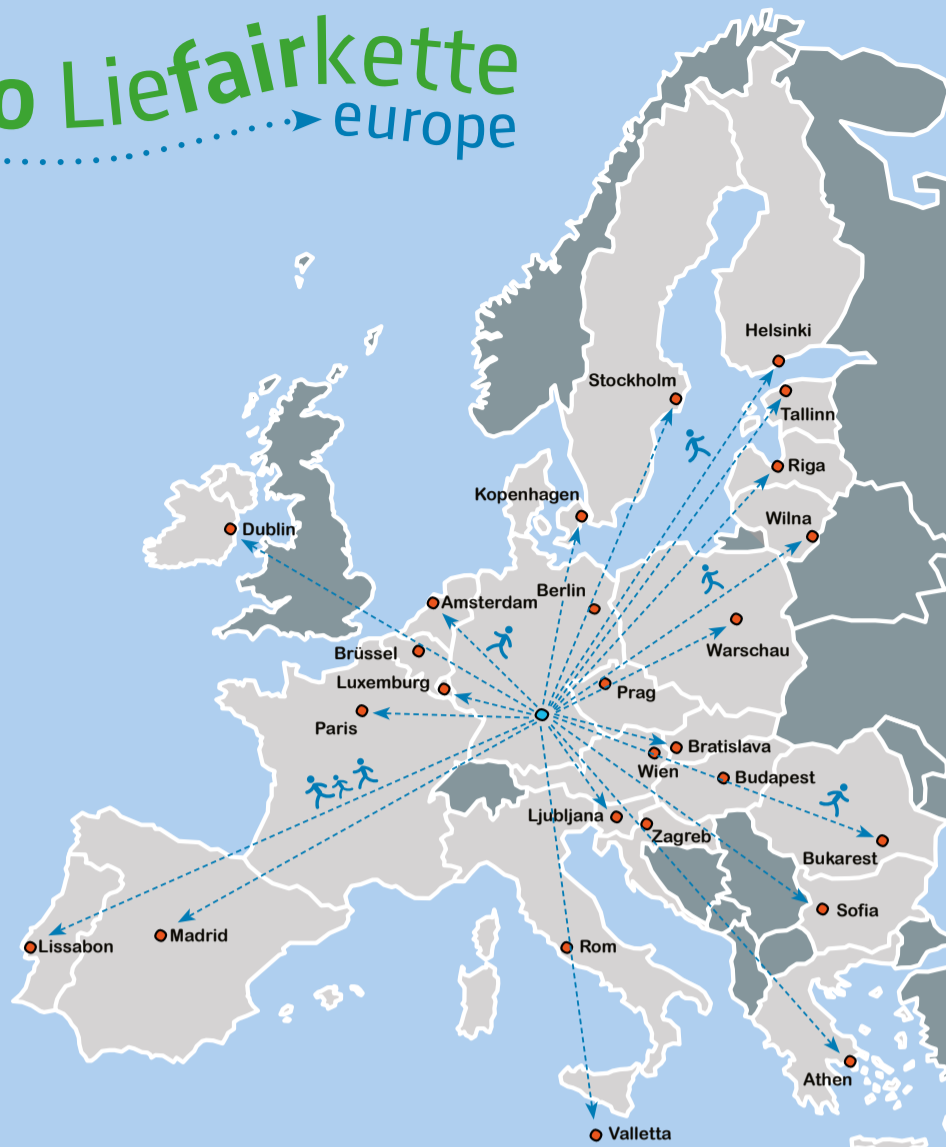 o Liefairkette
europe
Helsinki
Stockholm
Tallinn
Riga
Kopenhagen
Wilna
Dublin
Berlin
Amsterdam
Brüssel
Warschau
Luxemburg
Prag
Paris
Bratislava
Wien
Budapest
Ljubljana
Zagreb
Bukarest
Sofia
Lissabon
Madrid
Rom
Athen
Valletta